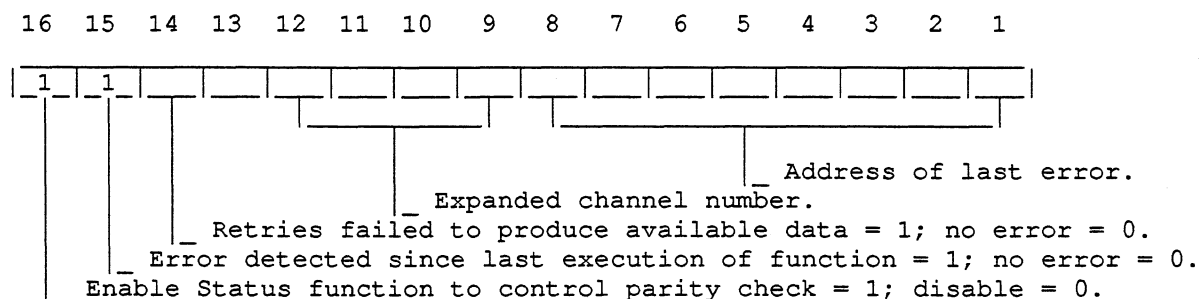 16 15 14 13 12 11 10 9 8 7 6 5 4 3 2 1
1 1
Address of last error.
Expanded channel number.
Retries failed to produce available data = 1; no error = 0.
Error detected since last execution of function = 1; no error = 0.
Enable Status function to control parity check = 1; disable = 0.